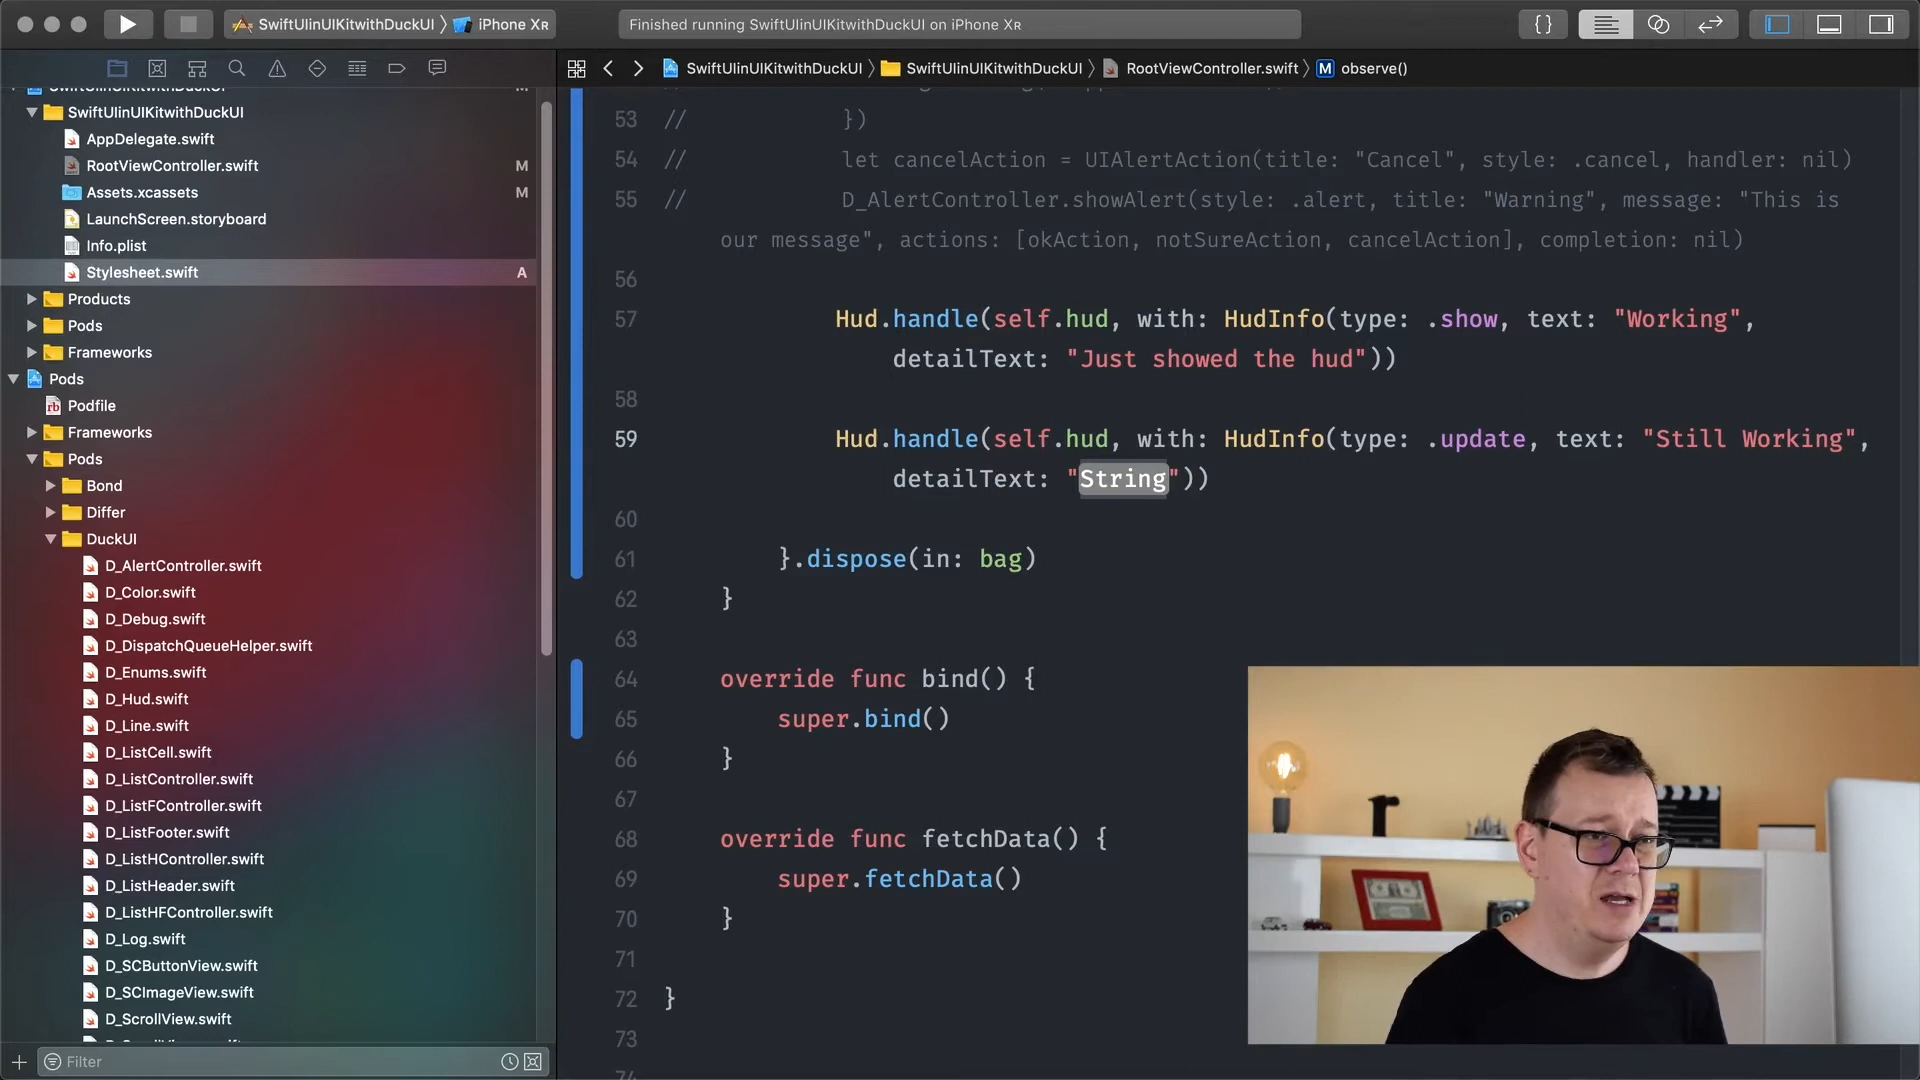 SwiftUIinUIKitwithDuckUI 〉 iPhone Xʀ
Finished running SwiftUIinUIKitwithDuckUI on iPhone Xʀ
{ }
SwiftUIinUIKitwithDuckUI 〉 SwiftUIinUIKitwithDuckUI 〉 RootViewController.swift 〉 M observe()
SwiftUIinUIKitwithDuckUI M
SwiftUIinUIKitwithDuckUI
AppDelegate.swift
RootViewController.swift M
Assets.xcassets M
LaunchScreen.storyboard
Info.plist
Stylesheet.swift A
Products
Pods
Frameworks
Pods
rb Podfile
Frameworks
Pods
Bond
Differ
DuckUI
D_AlertController.swift
D_Color.swift
D_Debug.swift
D_DispatchQueueHelper.swift
D_Enums.swift
D_Hud.swift
D_Line.swift
D_ListCell.swift
D_ListController.swift
D_ListFController.swift
D_ListFooter.swift
D_ListHController.swift
D_ListHeader.swift
D_ListHFController.swift
D_Log.swift
D_SCButtonView.swift
D_SCImageView.swift
D_ScrollView.swift
Filter
53 // })
54 // let cancelAction = UIAlertAction(title: "Cancel", style: .cancel, handler: nil)
55 // D_AlertController.showAlert(style: .alert, title: "Warning", message: "This is
our message", actions: [okAction, notSureAction, cancelAction], completion: nil)
56
57 Hud.handle(self.hud, with: HudInfo(type: .show, text: "Working",
detailText: "Just showed the hud"))
58
59 Hud.handle(self.hud, with: HudInfo(type: .update, text: "Still Working",
detailText: "String"))
60
61 }.dispose(in: bag)
62 }
63
64 override func bind() {
65 super.bind()
66 }
67
68 override func fetchData() {
69 super.fetchData()
70 }
71
72 }
73
74